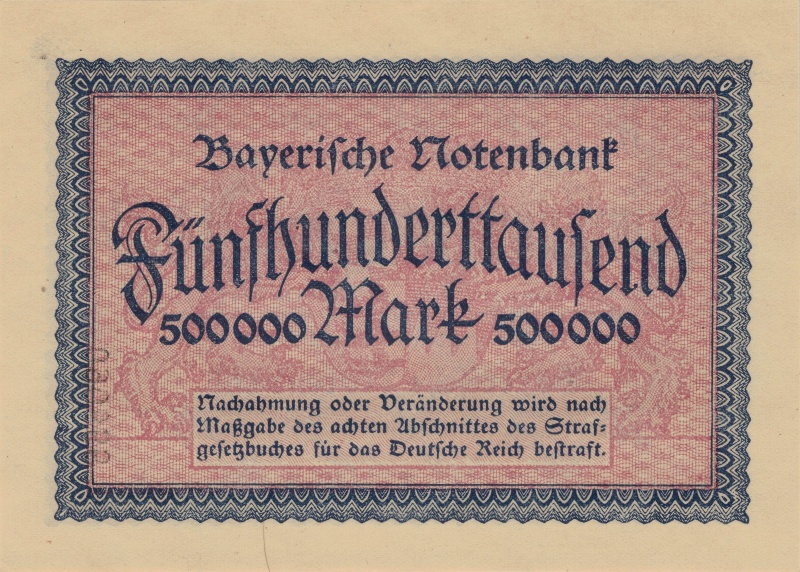 Bayerische Notenbank
Fünfhunderttausend
500000 Mark 500000
Nachahmung oder Veränderung wird nach
Maßgabe des achten Abschnittes des Straf-
gesetzbuches für das Deutsche Reich bestraft.